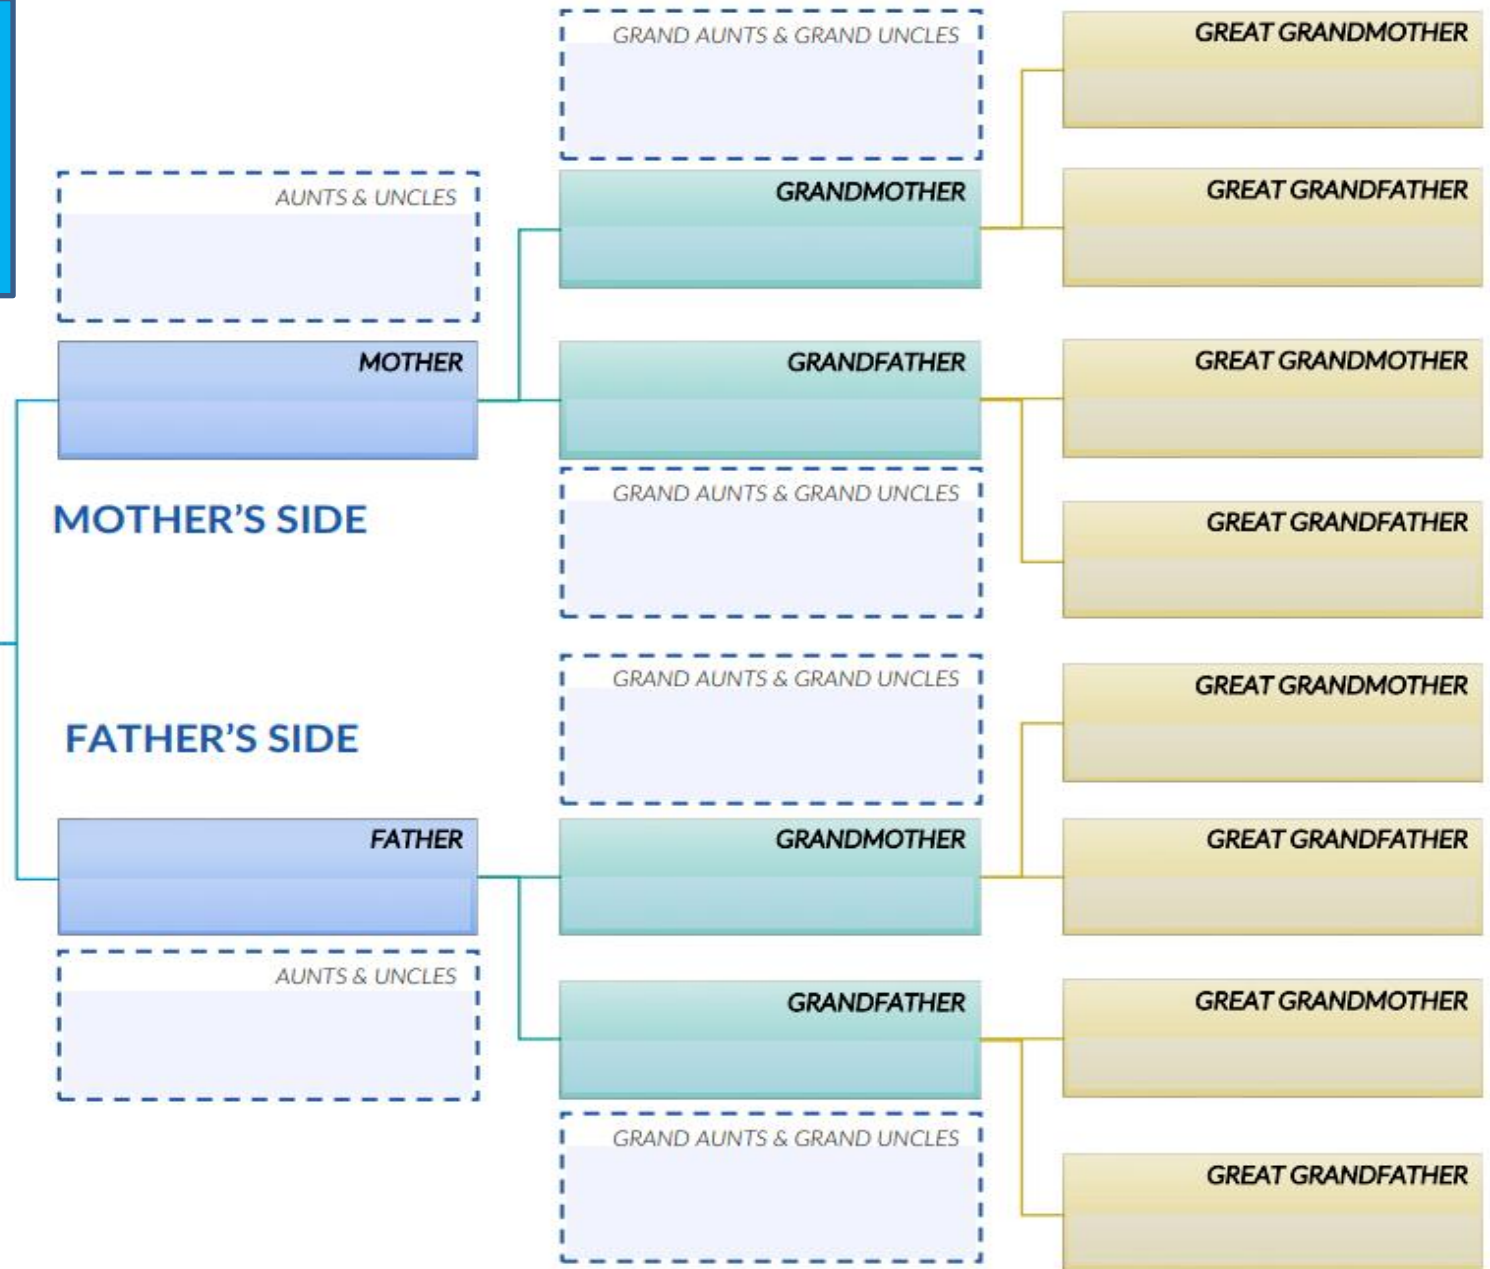 GRAND AUNTS & GRAND UNCLES
GREAT GRANDMOTHER
AUNTS & UNCLES
GRANDMOTHER
GREAT GRANDFATHER
MOTHER
GRANDFATHER
GREAT GRANDMOTHER
MOTHER'S SIDE
GRAND AUNTS & GRAND UNCLES
GREAT GRANDFATHER
GRAND AUNTS & GRAND UNCLES
GREAT GRANDMOTHER
FATHER'S SIDE
FATHER
GRANDMOTHER
GREAT GRANDFATHER
AUNTS & UNCLES
GRANDFATHER
GREAT GRANDMOTHER
GRAND AUNTS & GRAND UNCLES
GREAT GRANDFATHER